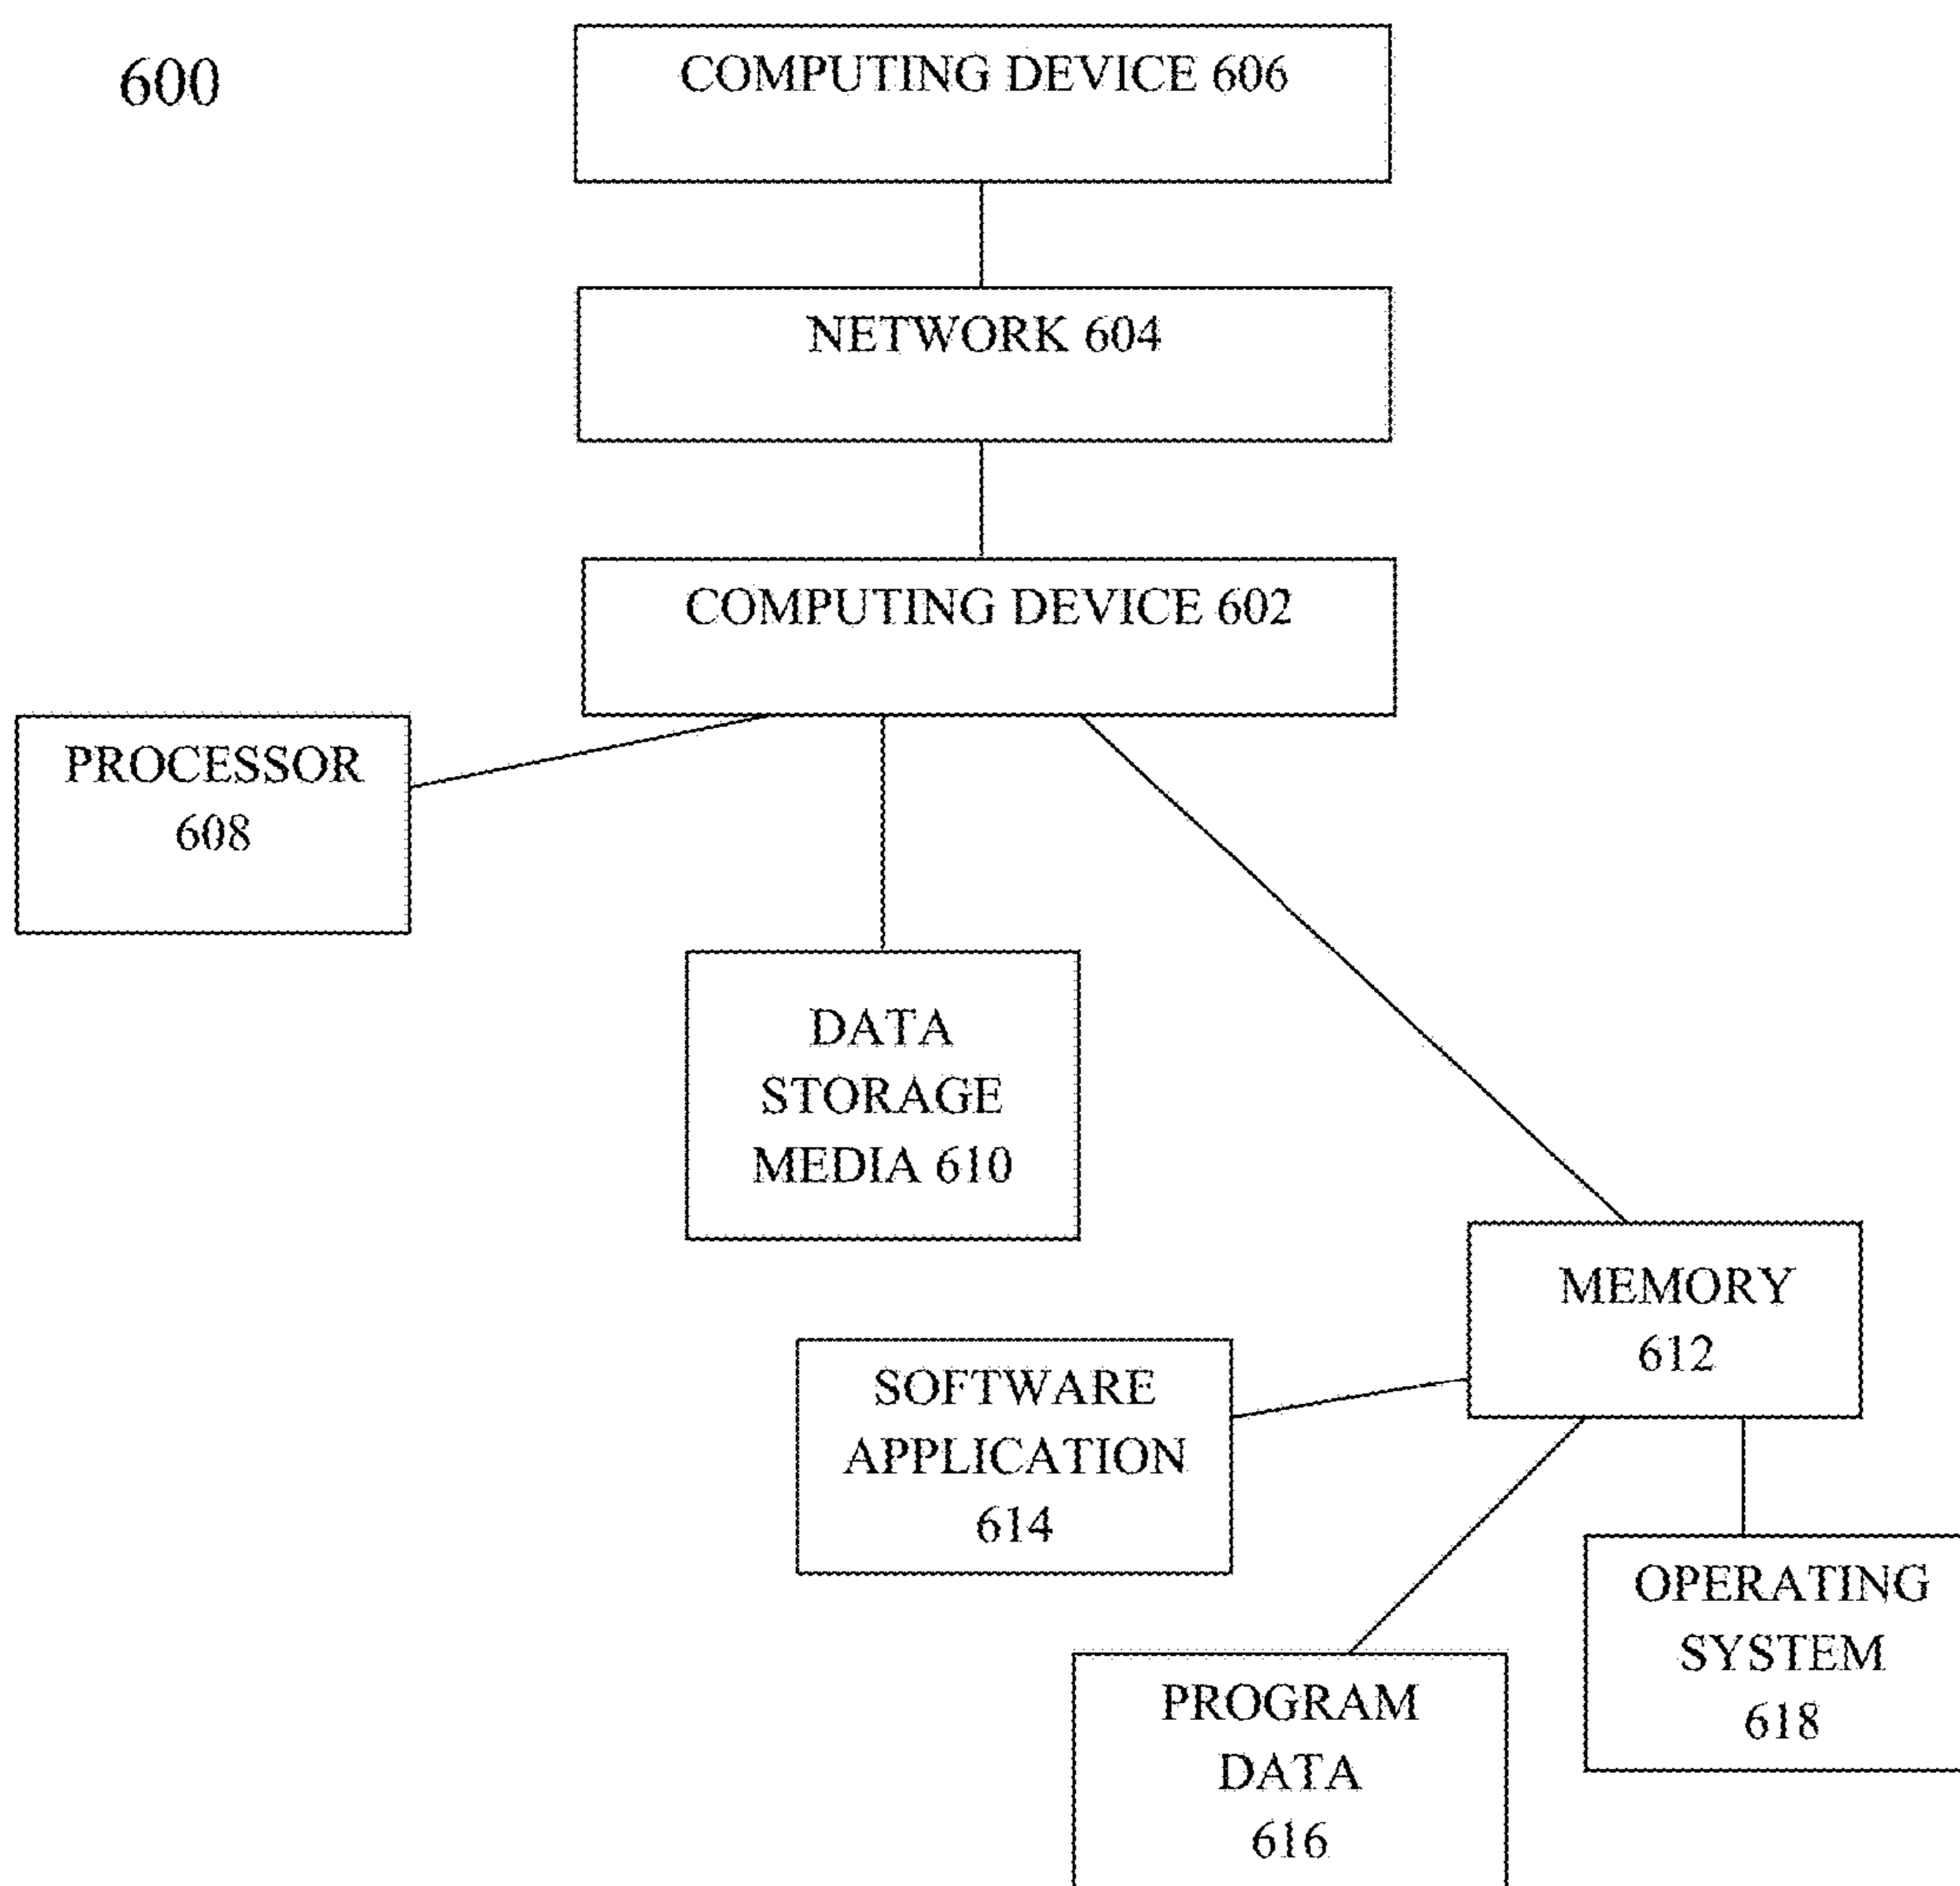 600
COMPUTING DEVICE 606
NETWORK 604
COMPUTING DEVICE 602
PROCESSOR
608
DATA
STORAGE
MEDIA 610
MEMORY
612
SOFTWARE
APPLICATION
614
OPERATING
SYSTEM
618
PROGRAM
DATA
616